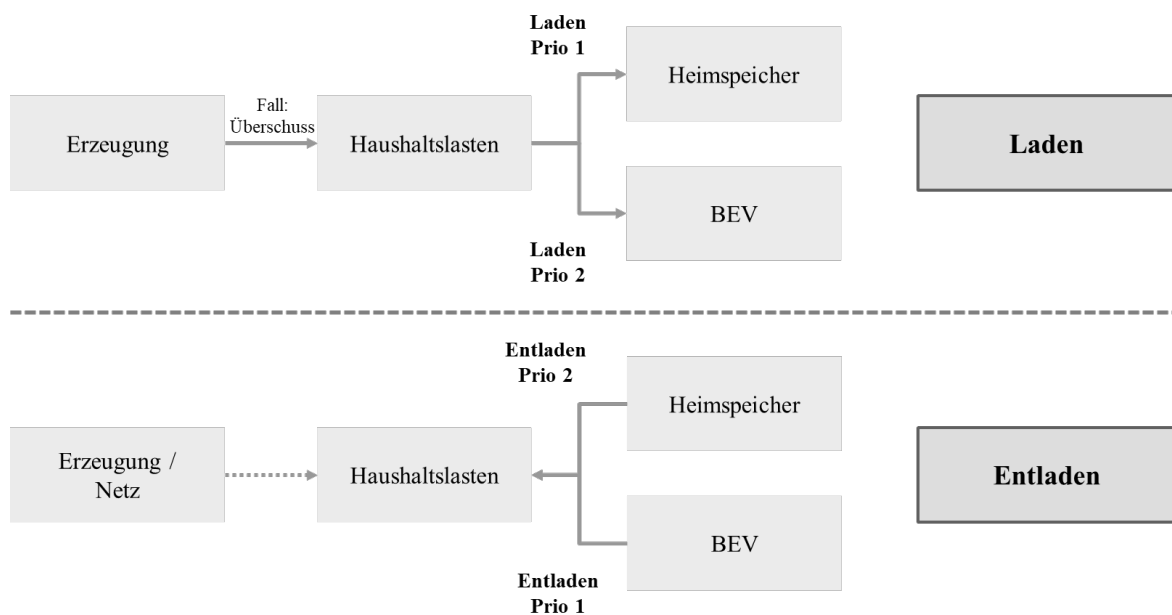 Laden
Prio 1
Heimspeicher
Fall:
Überschuss
Erzeugung
Haushaltslasten
Laden
BEV
Laden
Prio 2
Entladen
Prio 2
Heimspeicher
Erzeugung /
Netz
Haushaltslasten
Entladen
BEV
Entladen
Prio 1